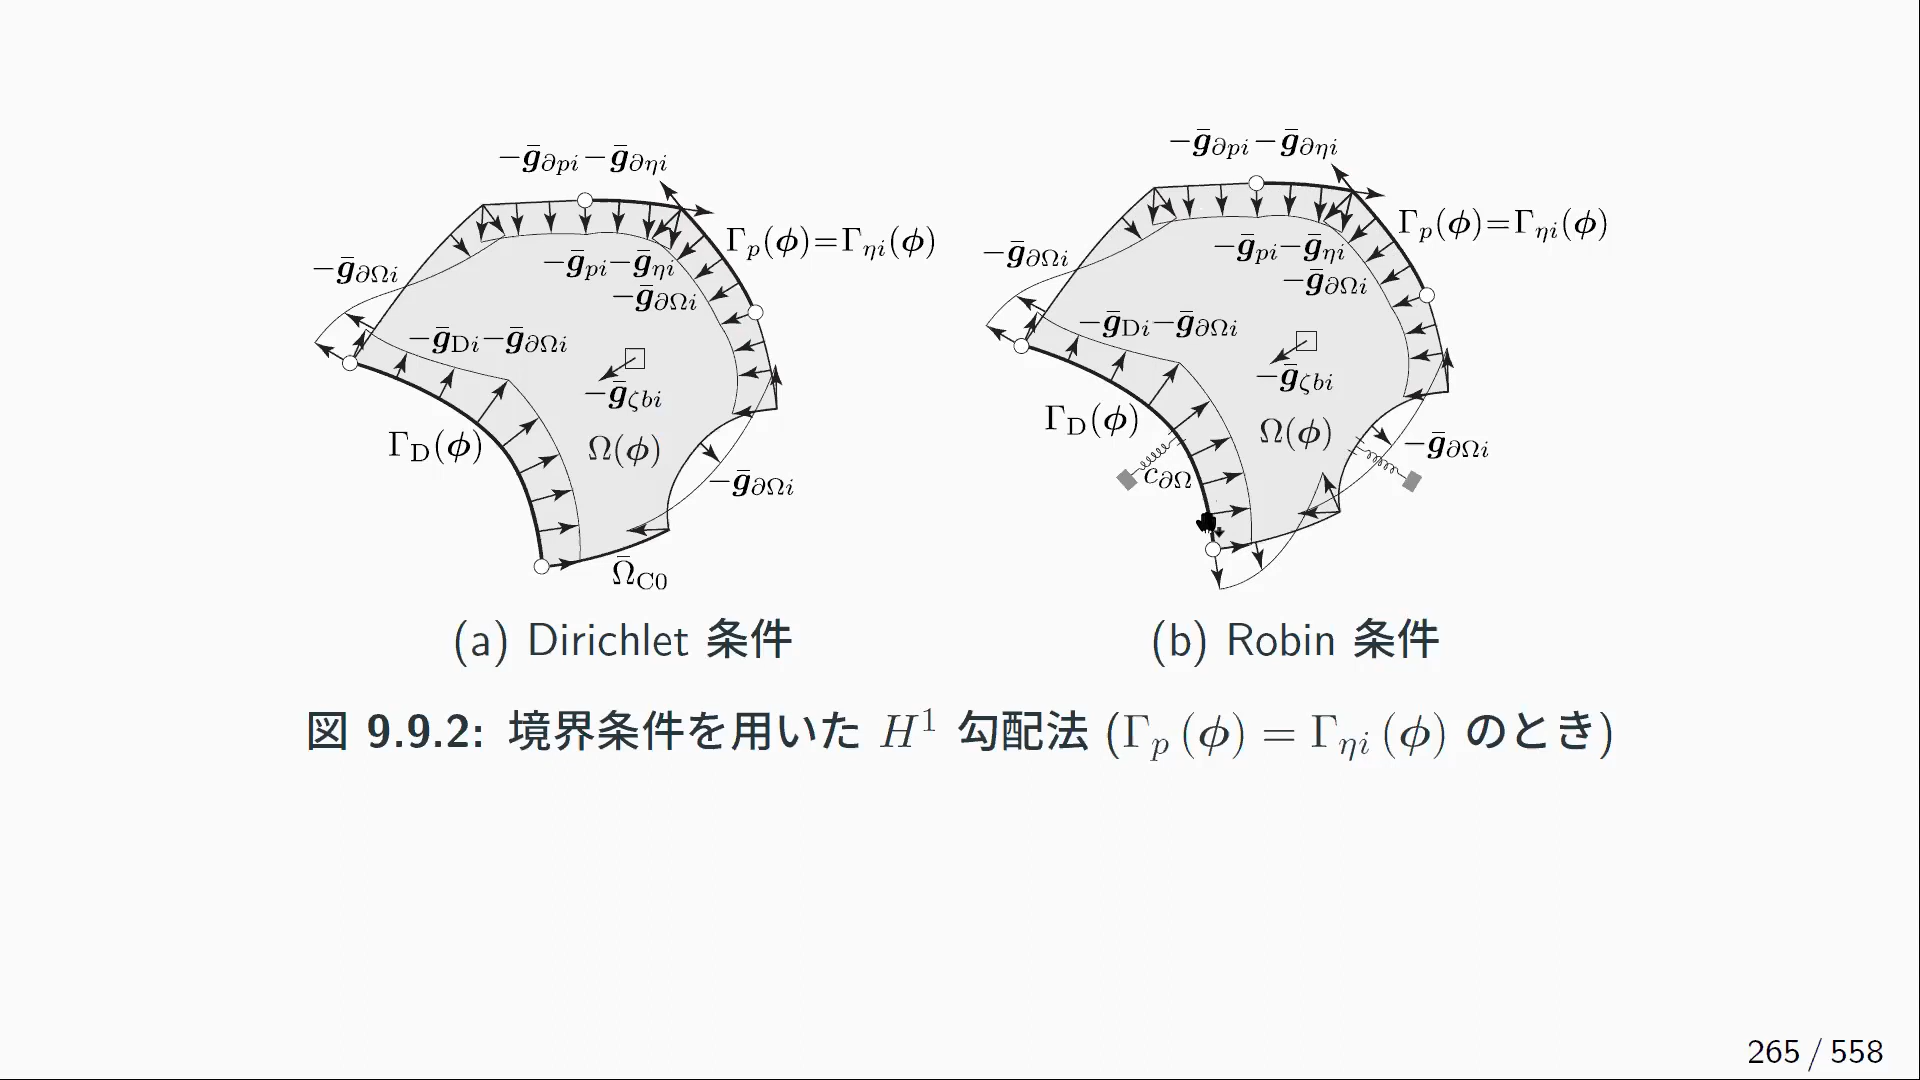 −ḡ∂pi−ḡ∂ηi
Γp(ϕ)=Γηi(ϕ)
−ḡpi−ḡηi
−ḡ∂Ωi
−ḡ∂Ωi
−ḡDi−ḡ∂Ωi
−ḡζbi
ΓD(ϕ)
Ω(ϕ)
−ḡ∂Ωi
Ω̄C0
(a) Dirichlet 条件
−ḡ∂pi−ḡ∂ηi
Γp(ϕ)=Γηi(ϕ)
−ḡpi−ḡηi
−ḡ∂Ωi
−ḡ∂Ωi
−ḡDi−ḡ∂Ωi
−ḡζbi
ΓD(ϕ)
Ω(ϕ)
−ḡ∂Ωi
c∂Ω
(b) Robin 条件
図 9.9.2: 境界条件を用いた H¹ 勾配法 (Γp (ϕ) = Γηi (ϕ) のとき)
265 / 558